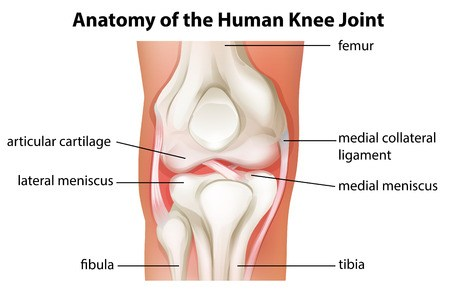 Anatomy of the Human Knee Joint
femur
articular cartilage
medial collateral
ligament
lateral meniscus
medial meniscus
fibula
tibia